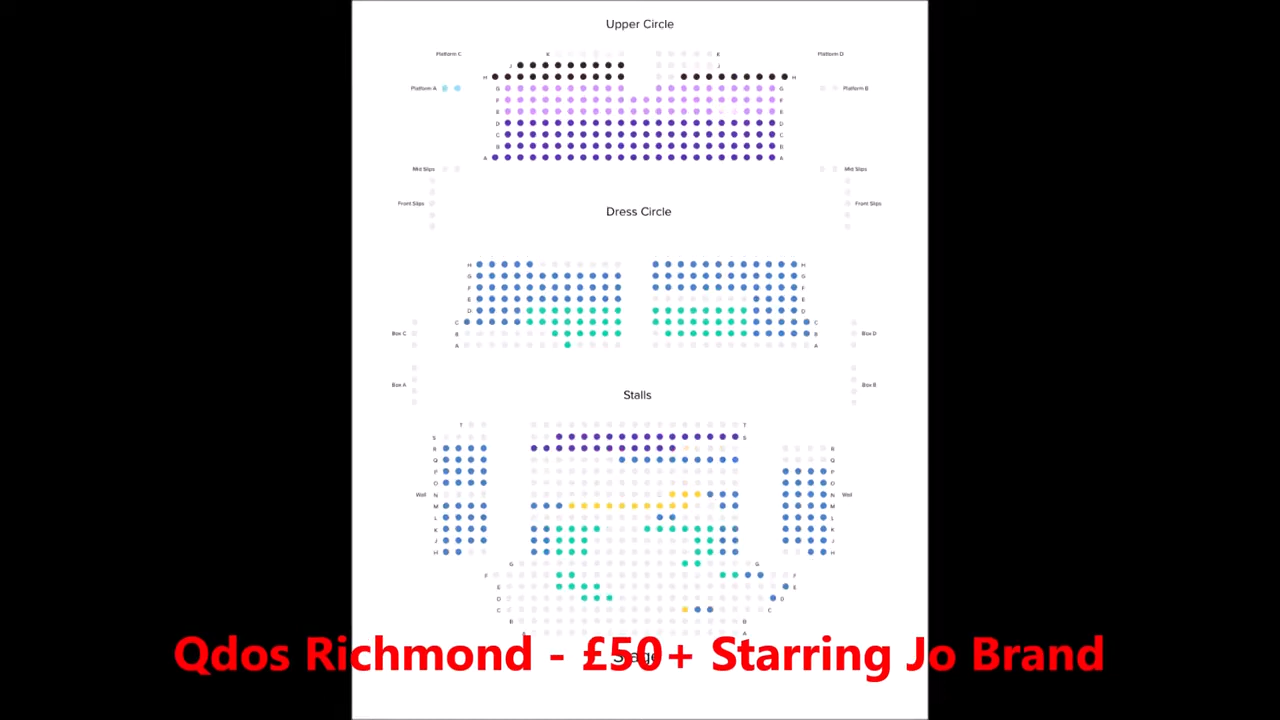 Upper Circle
Platform C
K
K
Platform D
J
J
H
H
Platform A
G
G
Platform B
F
F
E
E
D
D
C
C
B
B
A
A
Mid Slips
Mid Slips
Front Slips
Front Slips
Dress Circle
H
H
G
G
F
F
E
E
D
D
C
C
Box C
B
B
Box D
A
A
Box A
Box B
Stalls
T
T
S
S
R
R
Q
Q
P
P
O
O
Wall
N
N
Wall
M
M
L
L
K
K
J
J
H
H
G
G
F
F
E
E
D
D
C
C
B
B
A
A
Stage
Qdos Richmond - £50+ Starring Jo Brand